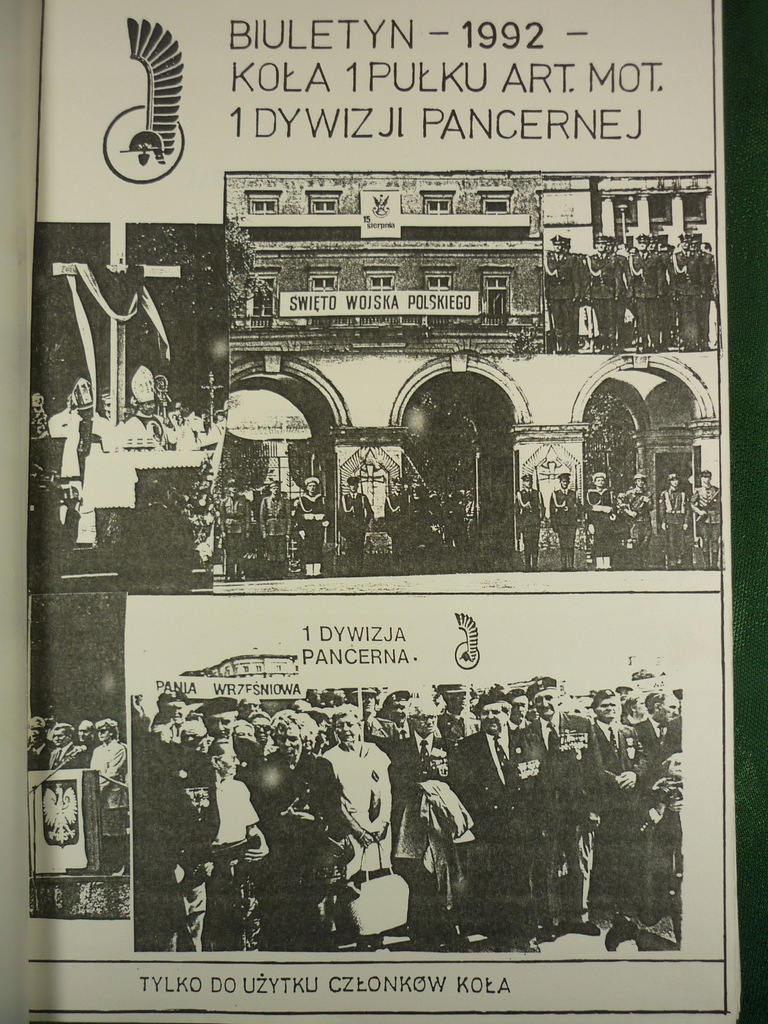 BIULETYN – 1992 –
KOŁA 1 PUŁKU ART. MOT.
1 DYWIZJI PANCERNEJ
15
sierpnia
ŚWIĘTO WOJSKA POLSKIEGO
1 DYWIZJA
PANCERNA.
PANIA WRZEŚNIOWA
TYLKO DO UŻYTKU CZŁONKÓW KOŁA